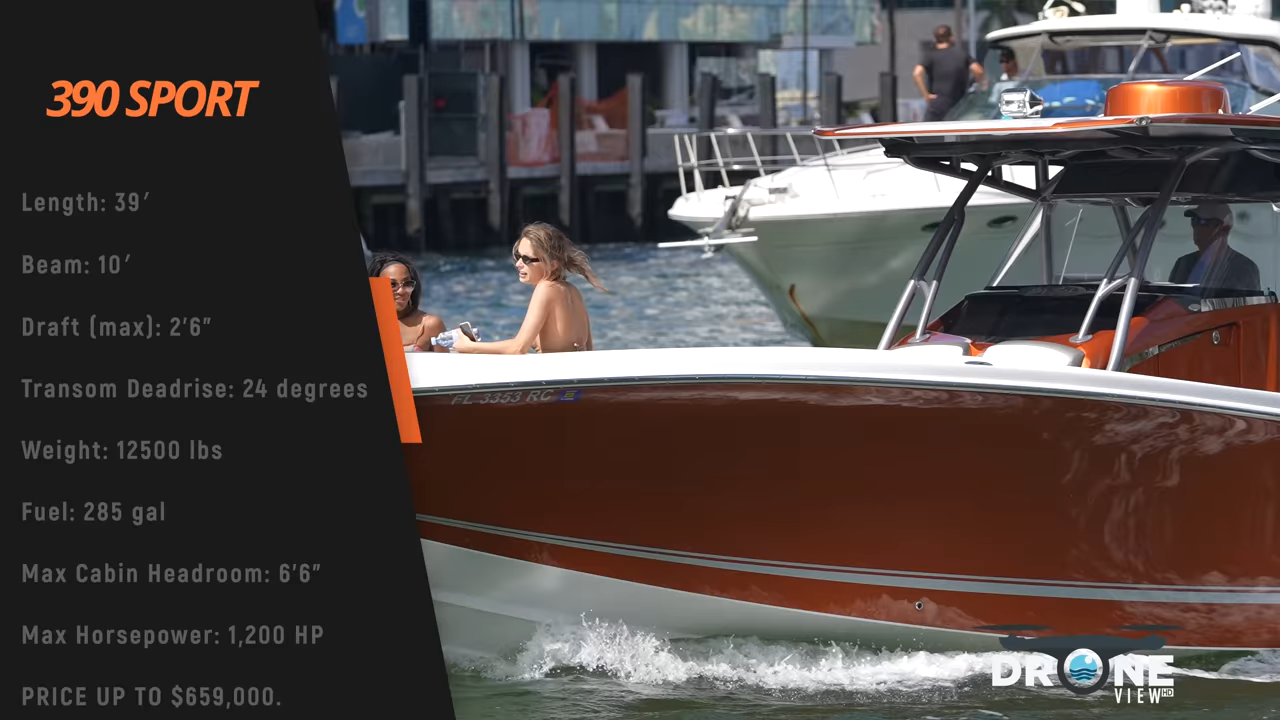 390 SPORT
Length: 39′
Beam: 10′
Draft (max): 2′6″
Transom Deadrise: 24 degrees
Weight: 12500 lbs
Fuel: 285 gal
Max Cabin Headroom: 6′6″
Max Horsepower: 1,200 HP
PRICE UP TO $659,000.
FL 3353 RC
DRONE
VIEW HD